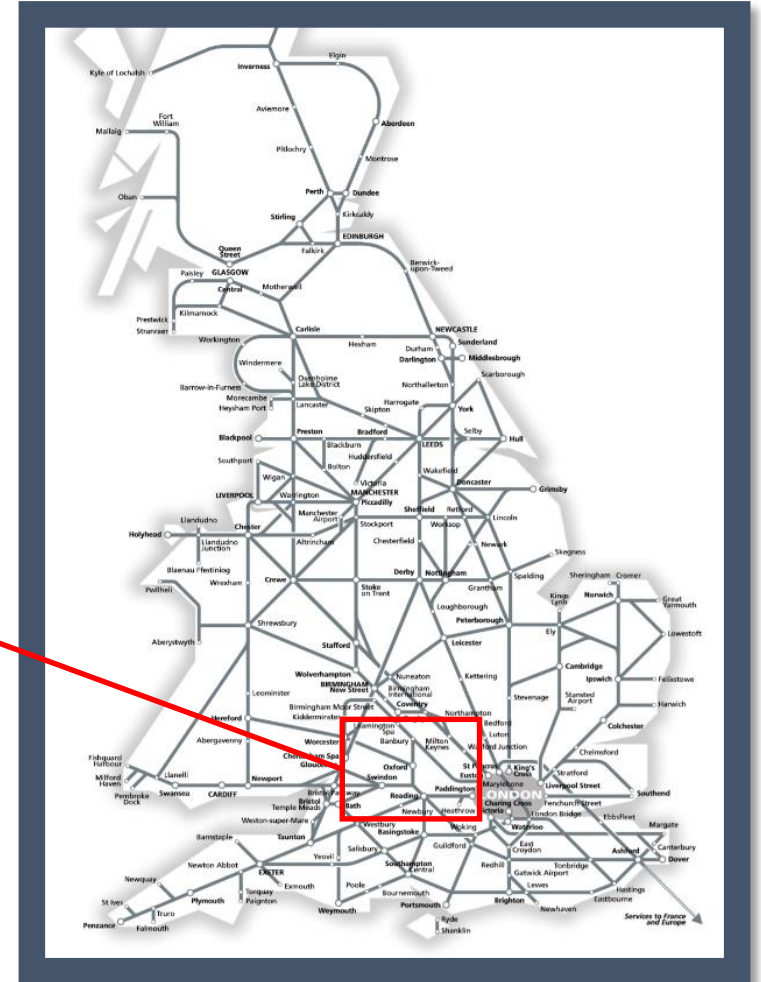 Elgin
Inverness
Kyle of Lochalsh
Aviemore
Fort
William
Aberdeen
Mallaig
Pitlochry
Montrose
Perth
Dundee
Oban
Kirkcaldy
Stirling
EDINBURGH
Queen
Street
Falkirk
Berwick-
upon-Tweed
Paisley
GLASGOW
Central
Motherwell
Kilmarnock
Prestwick
Stranraer
Carlisle
NEWCASTLE
Workington
Hexham
Sunderland
Durham
Darlington
Middlesbrough
Windermere
Scarborough
Oxenholme
Lake District
Northallerton
Barrow-in-Furness
Morecambe
Lancaster
Heysham Port
Harrogate
York
Skipton
Blackpool
Preston
Bradford
Selby
Hull
Blackburn
LEEDS
Huddersfield
Southport
Bolton
Wakefield
Wigan
Victoria
Doncaster
Grimsby
LIVERPOOL
Warrington
MANCHESTER
Piccadilly
Manchester
Airport
Sheffield
Retford
Llandudno
Stockport
Worksop
Lincoln
Holyhead
Chester
Llandudno
Junction
Altrincham
Chesterfield
Newark
Skegness
Blaenau Ffestiniog
Derby
Nottingham
Spalding
Sheringham
Cromer
Pwllheli
Wrexham
Crewe
Stoke
on Trent
Grantham
Kings
Lynn
Norwich
Great
Yarmouth
Loughborough
Shrewsbury
Peterborough
Ely
Lowestoft
Aberystwyth
Stafford
Leicester
Wolverhampton
Cambridge
BIRMINGHAM
New Street
Nuneaton
Kettering
Ipswich
Felixstowe
Birmingham
International
Leominster
Stevenage
Stansted
Airport
Harwich
Birmingham Moor Street
Coventry
Kidderminster
Northampton
Hereford
Leamington
Spa
Bedford
Colchester
Abergavenny
Worcester
Banbury
Milton
Keynes
Luton
Watford Junction
Chelmsford
Fishguard
Harbour
Cheltenham Spa
Oxford
St Pancras
King's
Cross
Stratford
Milford
Haven
Llanelli
Newport
Swindon
Euston
Marylebone
Liverpool Street
Pembroke
Dock
Swansea
CARDIFF
Bristol Parkway
Reading
Paddington
LONDON
Southend
Bristol
Temple Meads
Bath
Newbury
Heathrow
Victoria
Charing Cross
Fenchurch Street
London Bridge
Ebbsfleet
Weston-super-Mare
Westbury
Waterloo
Margate
Barnstaple
Taunton
Basingstoke
Woking
East
Croydon
Canterbury
Salisbury
Guildford
Ashford
Dover
Newton Abbot
Yeovil
Southampton
Central
Redhill
Tonbridge
EXETER
Gatwick Airport
Newquay
Exmouth
Poole
Lewes
Hastings
St Ives
Plymouth
Torquay
Paignton
Bournemouth
Brighton
Eastbourne
Truro
Weymouth
Portsmouth
Newhaven
Penzance
Falmouth
Ryde
Shanklin
Services to France
and Europe